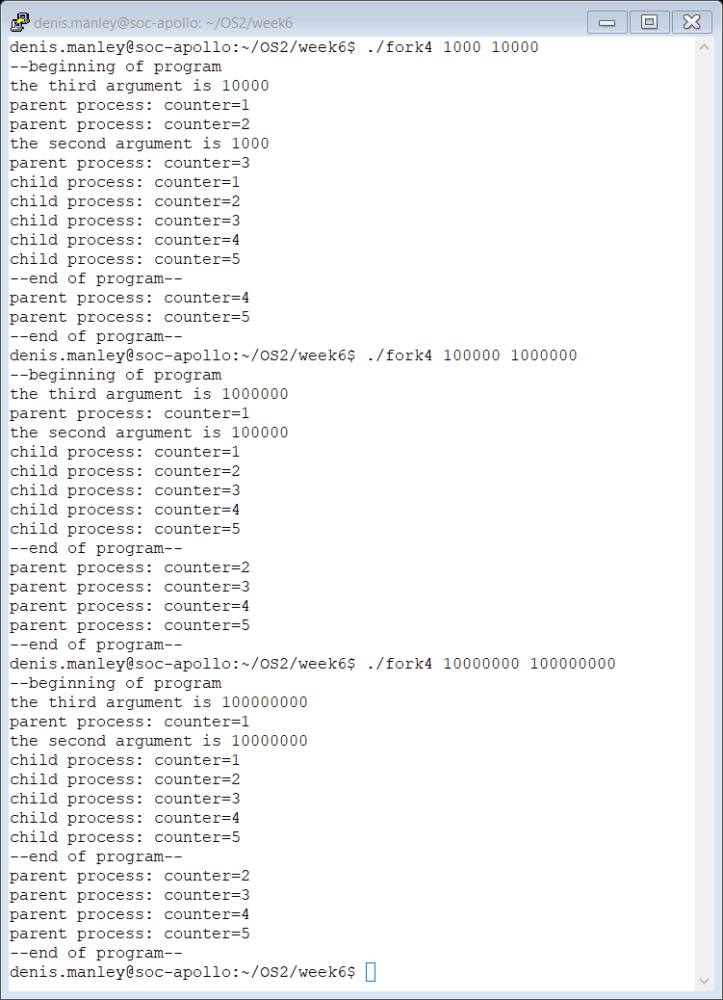 denis.manley@soc-apollo: ~/OS2/week6
denis.manley@soc-apollo:~/OS2/week6$ ./fork4 1000 10000
--beginning of program
the third argument is 10000
parent process: counter=1
parent process: counter=2
the second argument is 1000
parent process: counter=3
child process: counter=1
child process: counter=2
child process: counter=3
child process: counter=4
child process: counter=5
--end of program--
parent process: counter=4
parent process: counter=5
--end of program--
denis.manley@soc-apollo:~/OS2/week6$ ./fork4 100000 1000000
--beginning of program
the third argument is 1000000
parent process: counter=1
the second argument is 100000
child process: counter=1
child process: counter=2
child process: counter=3
child process: counter=4
child process: counter=5
--end of program--
parent process: counter=2
parent process: counter=3
parent process: counter=4
parent process: counter=5
--end of program--
denis.manley@soc-apollo:~/OS2/week6$ ./fork4 10000000 100000000
--beginning of program
the third argument is 100000000
parent process: counter=1
the second argument is 10000000
child process: counter=1
child process: counter=2
child process: counter=3
child process: counter=4
child process: counter=5
--end of program--
parent process: counter=2
parent process: counter=3
parent process: counter=4
parent process: counter=5
--end of program--
denis.manley@soc-apollo:~/OS2/week6$